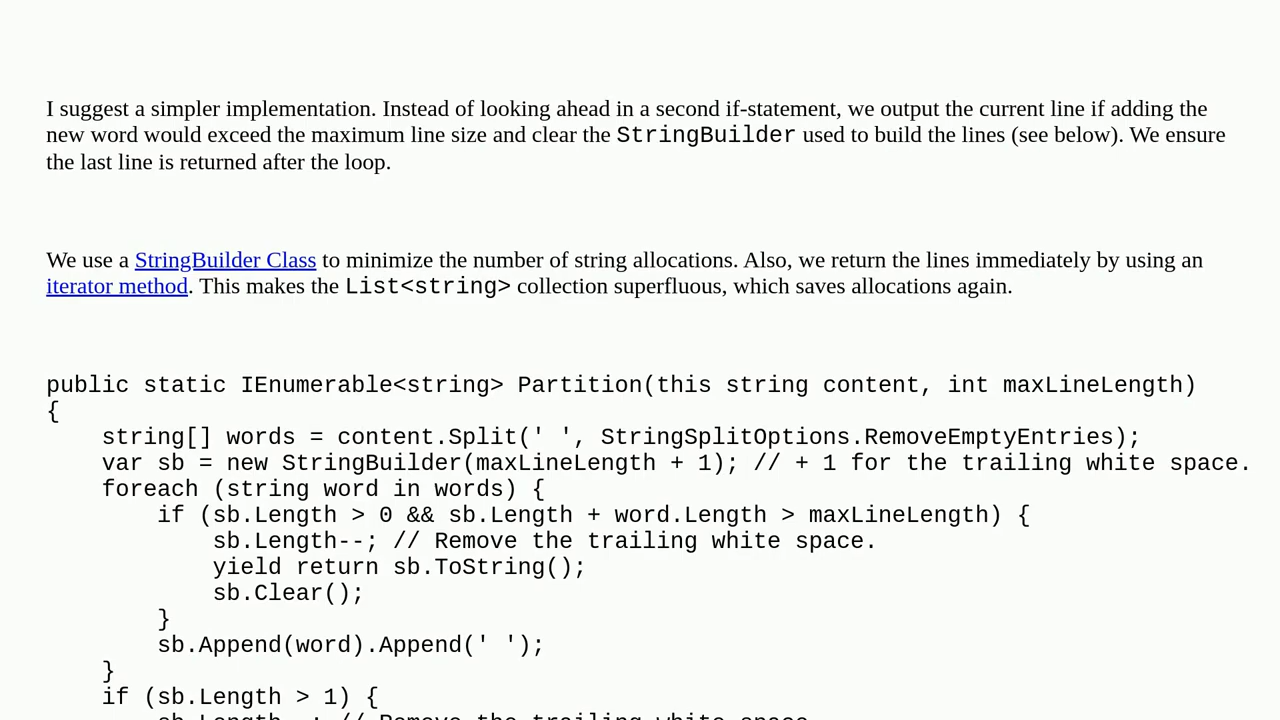 I suggest a simpler implementation. Instead of looking ahead in a second if-statement, we output the current line if adding the
new word would exceed the maximum line size and clear the StringBuilder used to build the lines (see below). We ensure
the last line is returned after the loop.
We use a StringBuilder Class to minimize the number of string allocations. Also, we return the lines immediately by using an
iterator method. This makes the List<string> collection superfluous, which saves allocations again.
public static IEnumerable<string> Partition(this string content, int maxLineLength)
{
    string[] words = content.Split(' ', StringSplitOptions.RemoveEmptyEntries);
    var sb = new StringBuilder(maxLineLength + 1); // + 1 for the trailing white space.
    foreach (string word in words) {
        if (sb.Length > 0 && sb.Length + word.Length > maxLineLength) {
            sb.Length--; // Remove the trailing white space.
            yield return sb.ToString();
            sb.Clear();
        }
        sb.Append(word).Append(' ');
    }
    if (sb.Length > 1) {
        sb.Length--; // Remove the trailing white space.